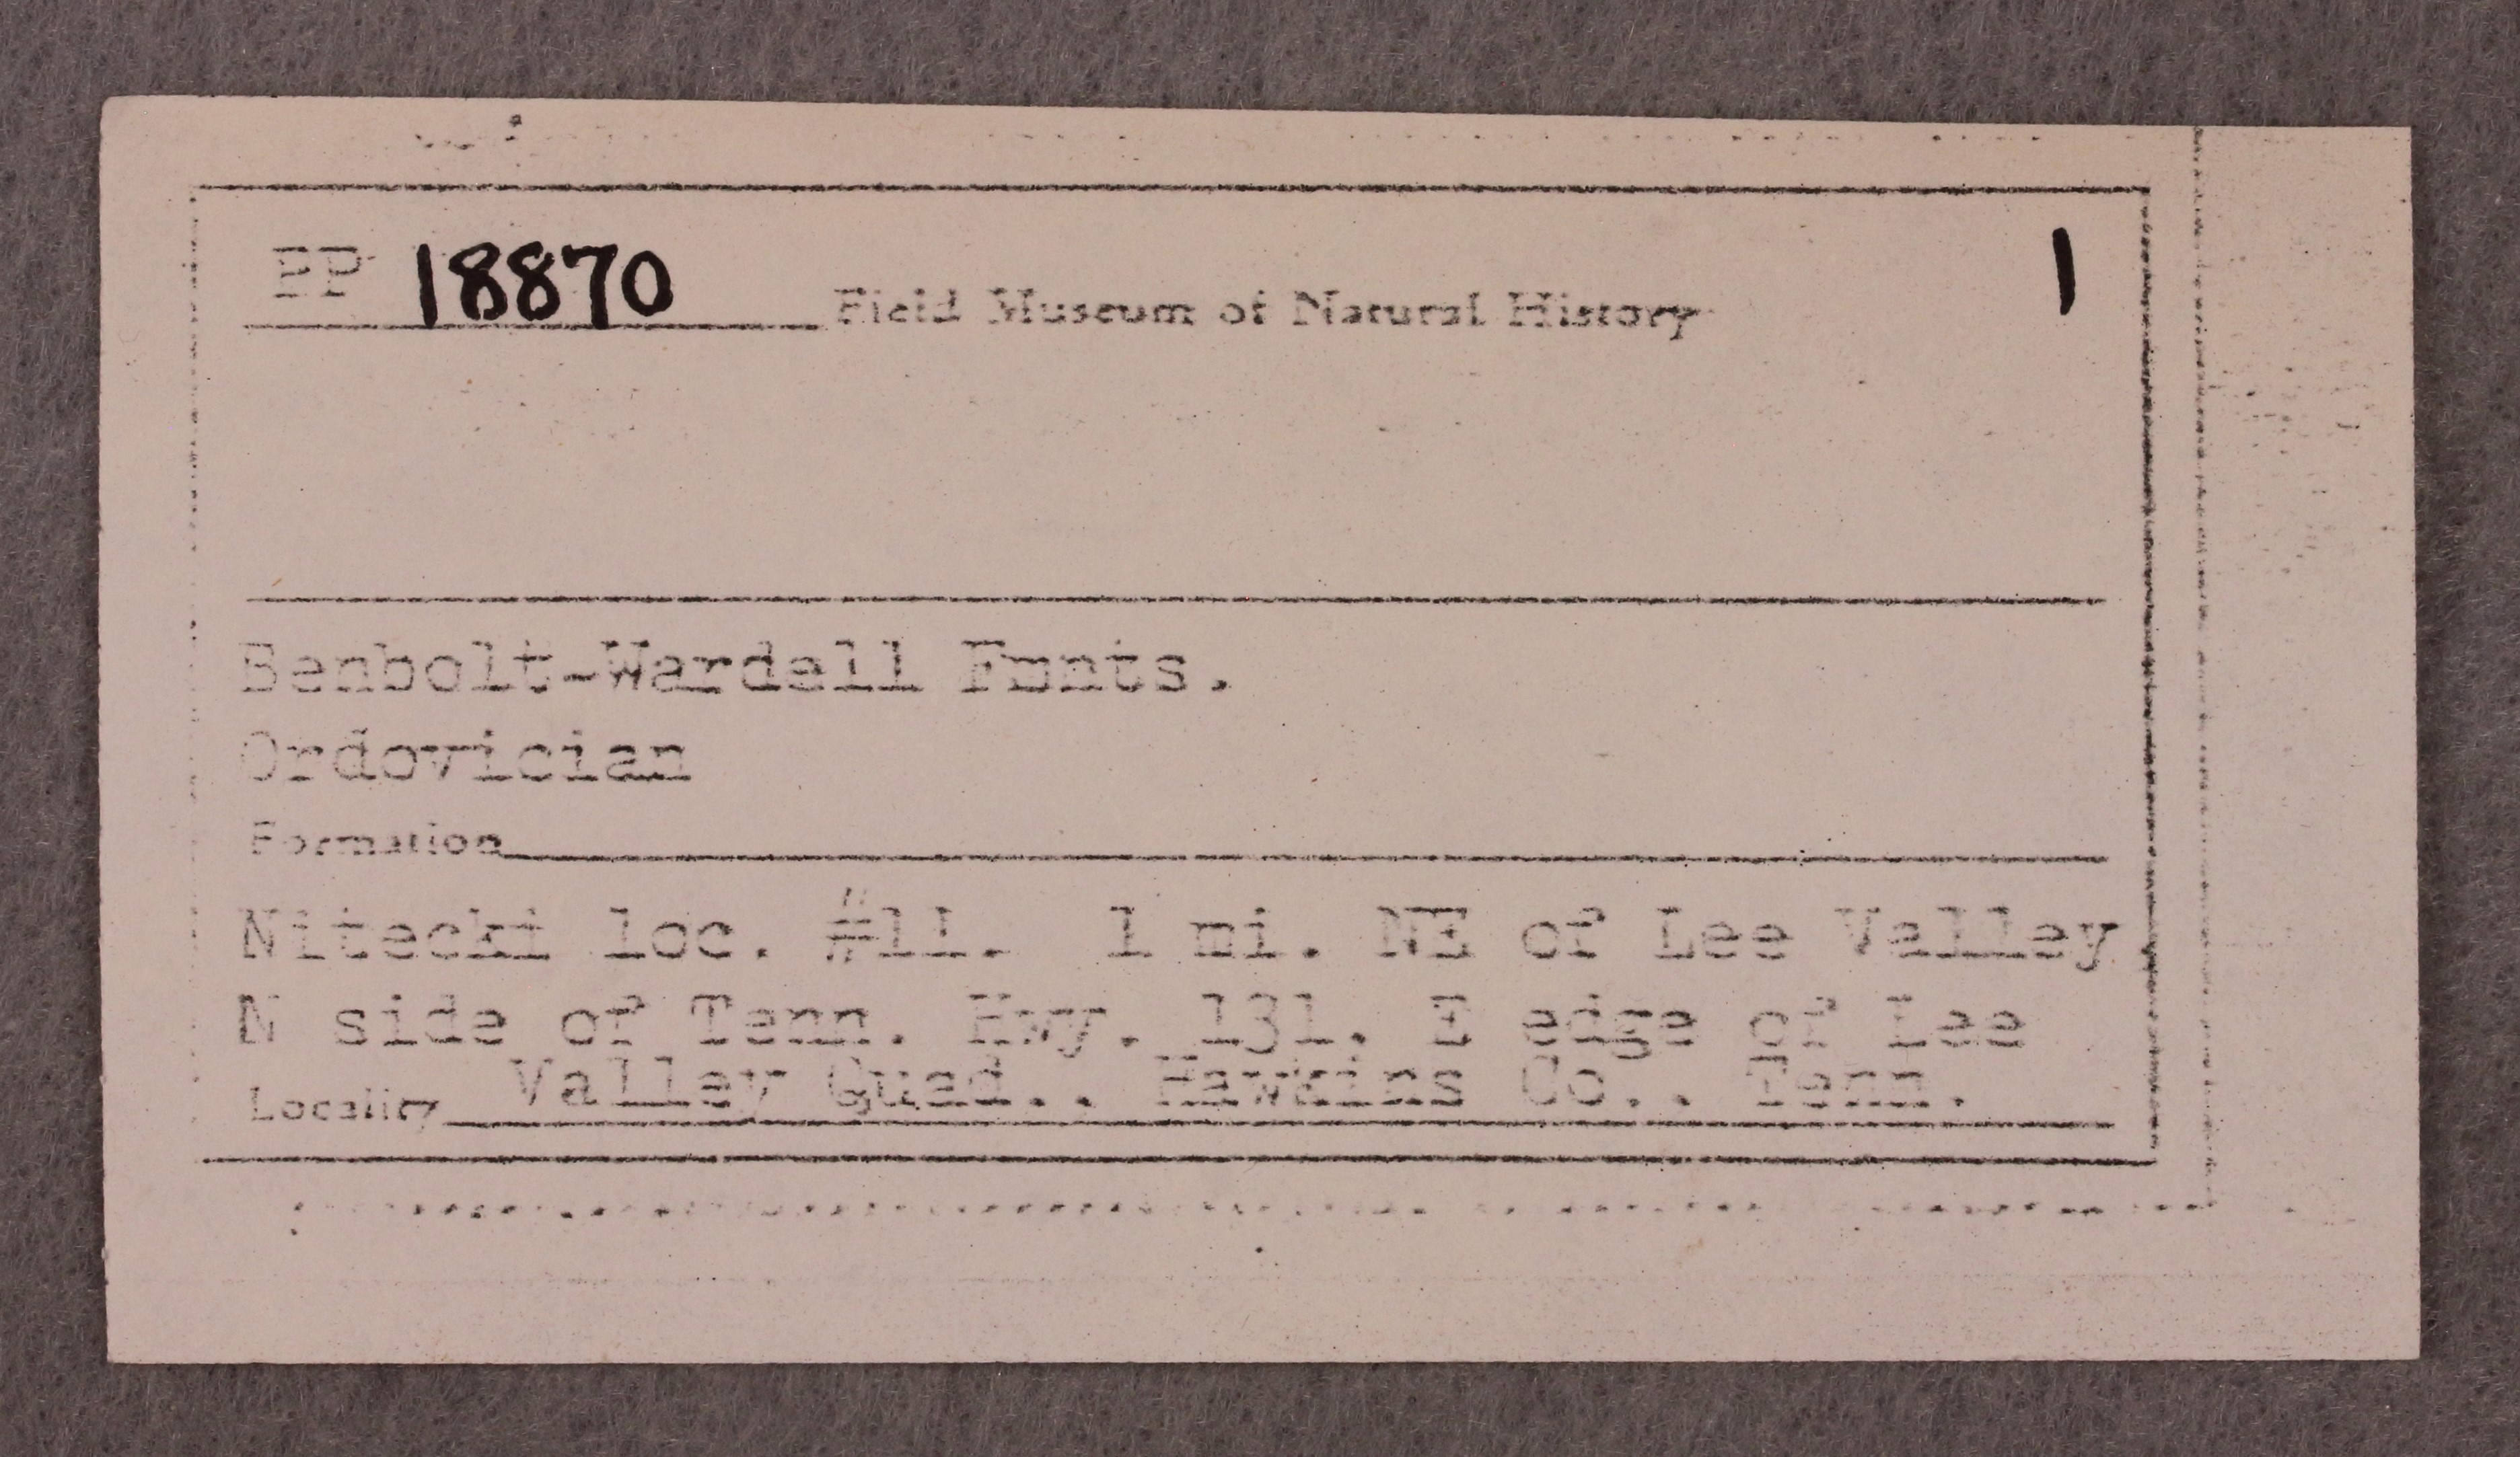 PP 18870 Field Museum of Natural History 1
Benbolt-Wardell Fmnts.
Ordovician
Formation
Nitecki loc. #11. 1 mi. NE of Lee Valley
N side of Tenn. Hwy. 131. E edge of Lee
Locality Valley Quad., Hawkins Co., Tenn.